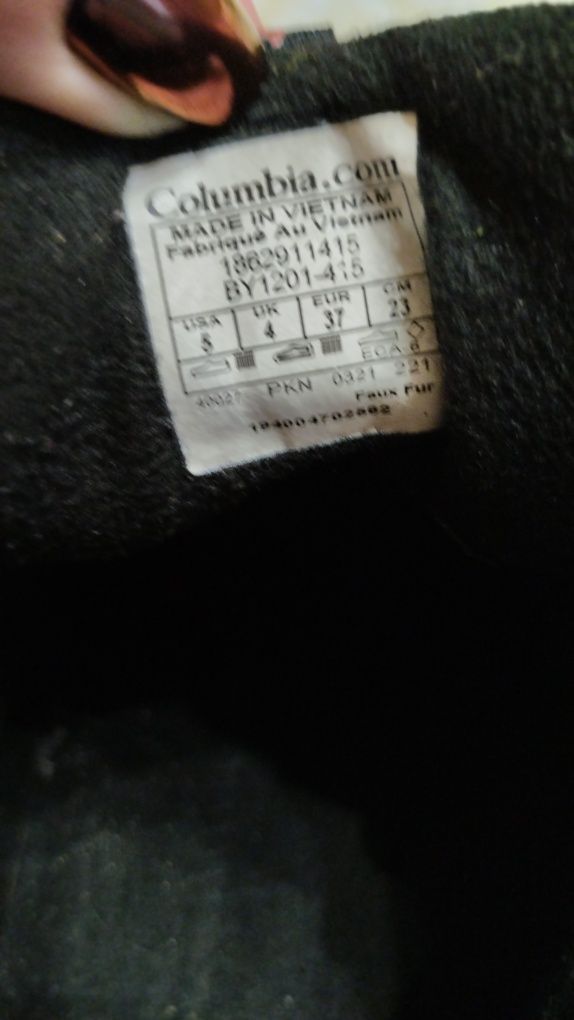 Columbia.com
MADE IN VIETNAM
Fabriqué Au Vietnam
1862911415
BY1201-415
USA UK EUR CM
5 4 37 23
PKN 0321 221
Faux Fur